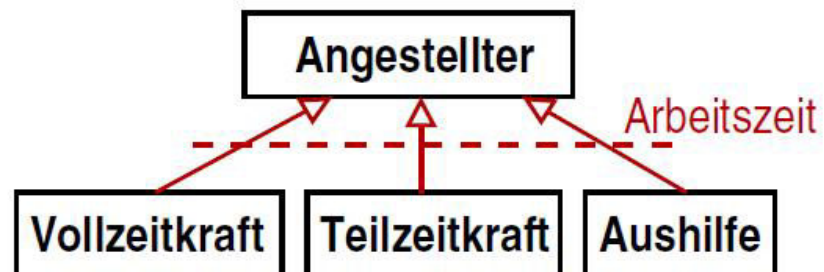 Angestellter
Arbeitszeit
Vollzeitkraft
Teilzeitkraft
Aushilfe